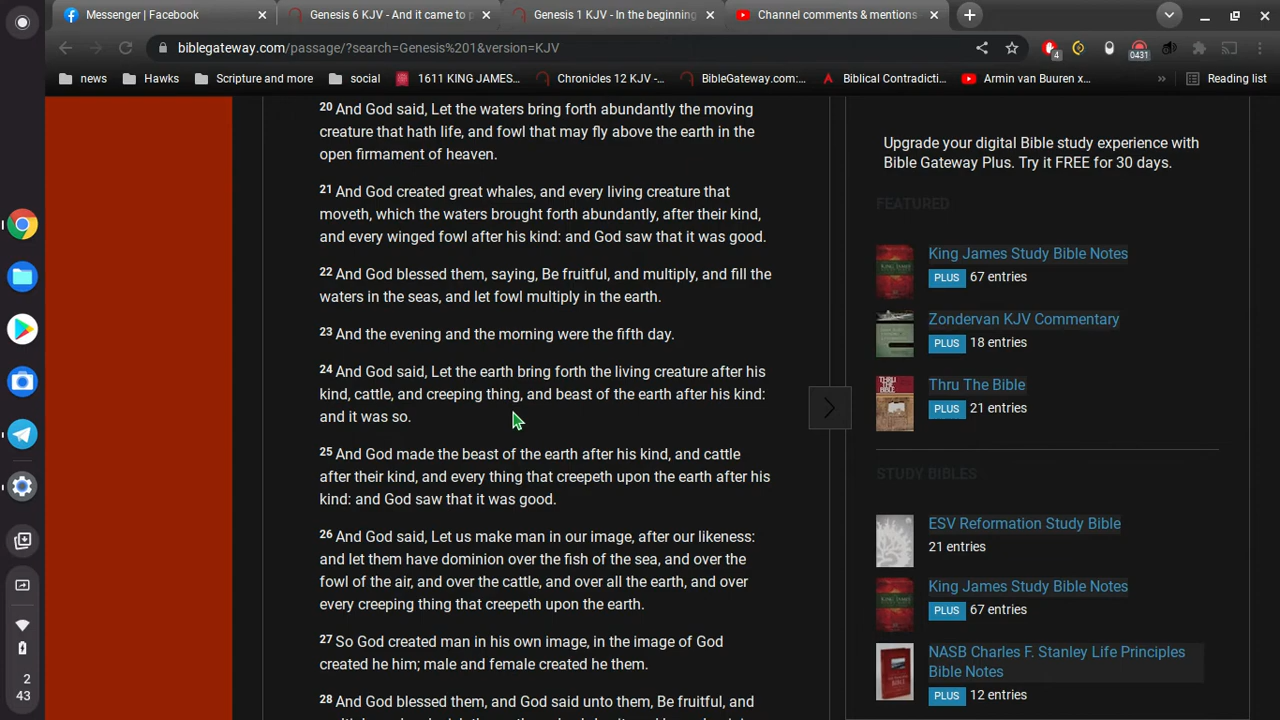 Messenger | Facebook
Genesis 6 KJV - And it came to p
Genesis 1 KJV - In the beginning
Channel comments & mentions
biblegateway.com/passage/?search=Genesis%201&version=KJV
4
0431
news
Hawks
Scripture and more
social
1611 KING JAMES...
Chronicles 12 KJV -...
BibleGateway.com:...
Biblical Contradicti...
Armin van Buuren x...
»
Reading list
20 And God said, Let the waters bring forth abundantly the moving
creature that hath life, and fowl that may fly above the earth in the
open firmament of heaven.
21 And God created great whales, and every living creature that
moveth, which the waters brought forth abundantly, after their kind,
and every winged fowl after his kind: and God saw that it was good.
22 And God blessed them, saying, Be fruitful, and multiply, and fill the
waters in the seas, and let fowl multiply in the earth.
23 And the evening and the morning were the fifth day.
24 And God said, Let the earth bring forth the living creature after his
kind, cattle, and creeping thing, and beast of the earth after his kind:
and it was so.
25 And God made the beast of the earth after his kind, and cattle
after their kind, and every thing that creepeth upon the earth after his
kind: and God saw that it was good.
26 And God said, Let us make man in our image, after our likeness:
and let them have dominion over the fish of the sea, and over the
fowl of the air, and over the cattle, and over all the earth, and over
every creeping thing that creepeth upon the earth.
27 So God created man in his own image, in the image of God
created he him; male and female created he them.
28 And God blessed them, and God said unto them, Be fruitful, and
Upgrade your digital Bible study experience with
Bible Gateway Plus. Try it FREE for 30 days.
FEATURED
King James Study Bible Notes
PLUS 67 entries
Zondervan KJV Commentary
PLUS 18 entries
THRU THE BIBLE
Thru The Bible
PLUS 21 entries
STUDY BIBLES
ESV Reformation Study Bible
21 entries
King James Study Bible Notes
PLUS 67 entries
NASB Charles F. Stanley Life Principles
Bible Notes
PLUS 12 entries
2
43